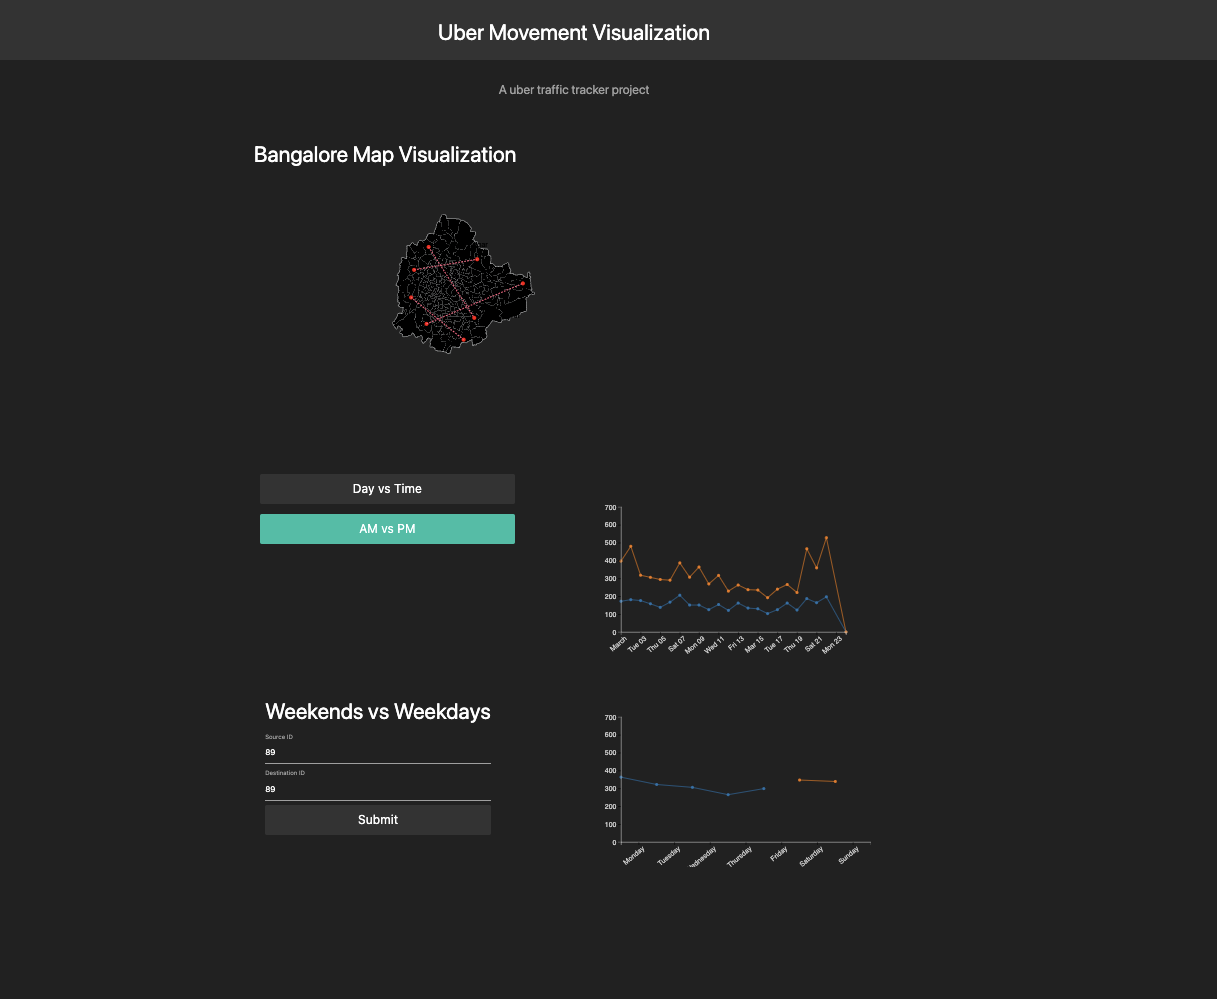 Uber Movement Visualization
A uber traffic tracker project
Bangalore Map Visualization
Day vs Time
AM vs PM
700
600
500
400
300
200
100
0
March
Tue 03
Thu 05
Sat 07
Mon 09
Wed 11
Fri 13
Mar 15
Tue 17
Thu 19
Sat 21
Mon 23
Weekends vs Weekdays
Source ID
89
Destination ID
89
Submit
700
600
500
400
300
200
100
0
Monday
Tuesday
ednesday
Thursday
Friday
Saturday
Sunday